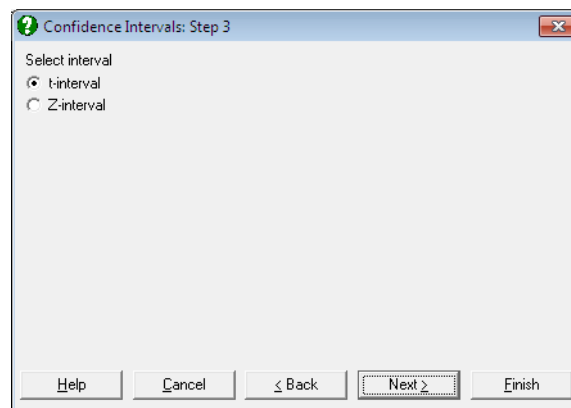 Confidence Intervals: Step 3
Select interval
t-interval
Z-interval
Help Cancel < Back Next > Finish